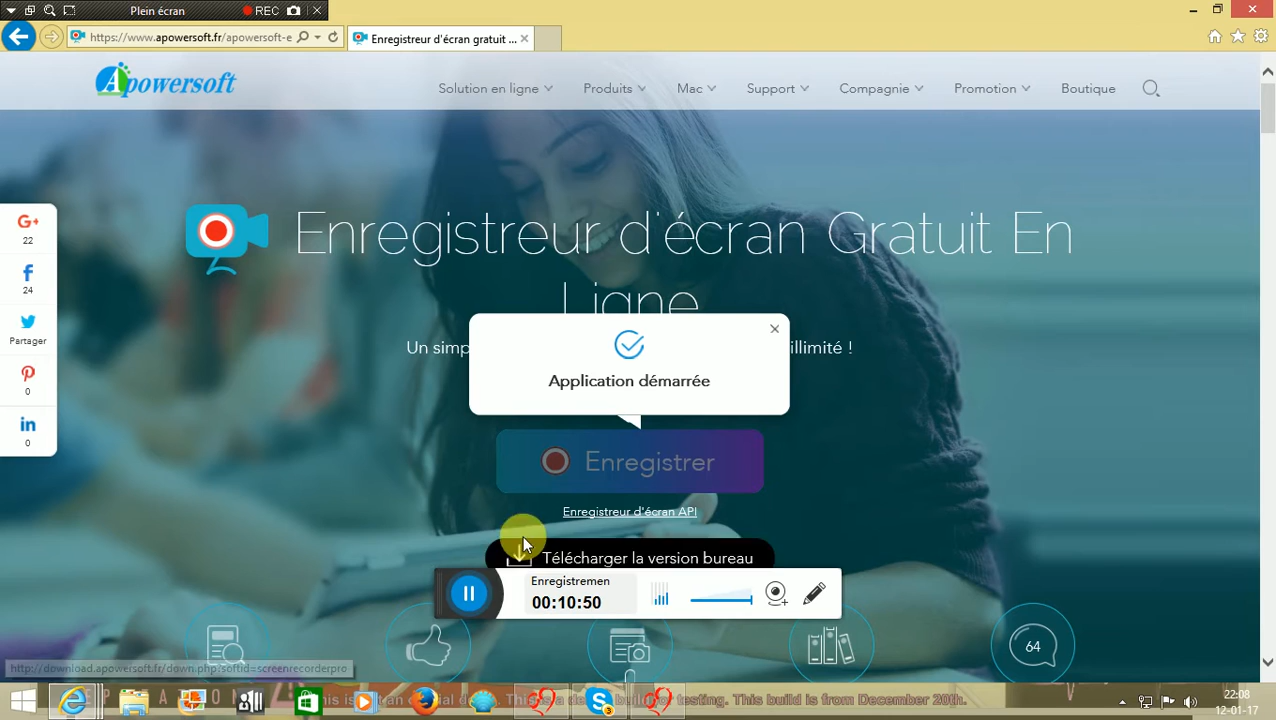 Plein écran
REC
https://www.apowersoft.fr/apowersoft-e
Enregistreur d'écran gratuit ...
Apowersoft
Solution en ligne
Produits
Mac
Support
Compagnie
Promotion
Boutique
22
24
Partager
0
0
Enregistreur d'écran Gratuit En
Ligne
Un simp
illimité !
Application démarrée
Enregistrer
Enregistreur d'écran API
Télécharger la version bureau
Enregistremen
00:10:50
64
http://download.apowersoft.fr/down.php:softid=screenrecorderpro
This build is from December 20th.
22:08
12-01-17